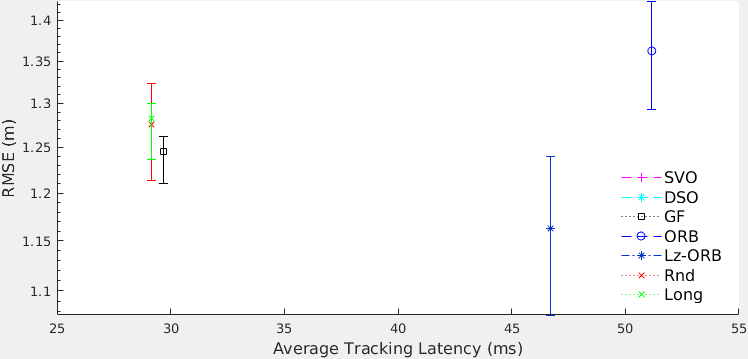 1.4
1.35
1.3
1.25
1.2
1.15
1.1
RMSE (m)
25 30 35 40 45 50 55
Average Tracking Latency (ms)
SVO
DSO
GF
ORB
Lz-ORB
Rnd
Long